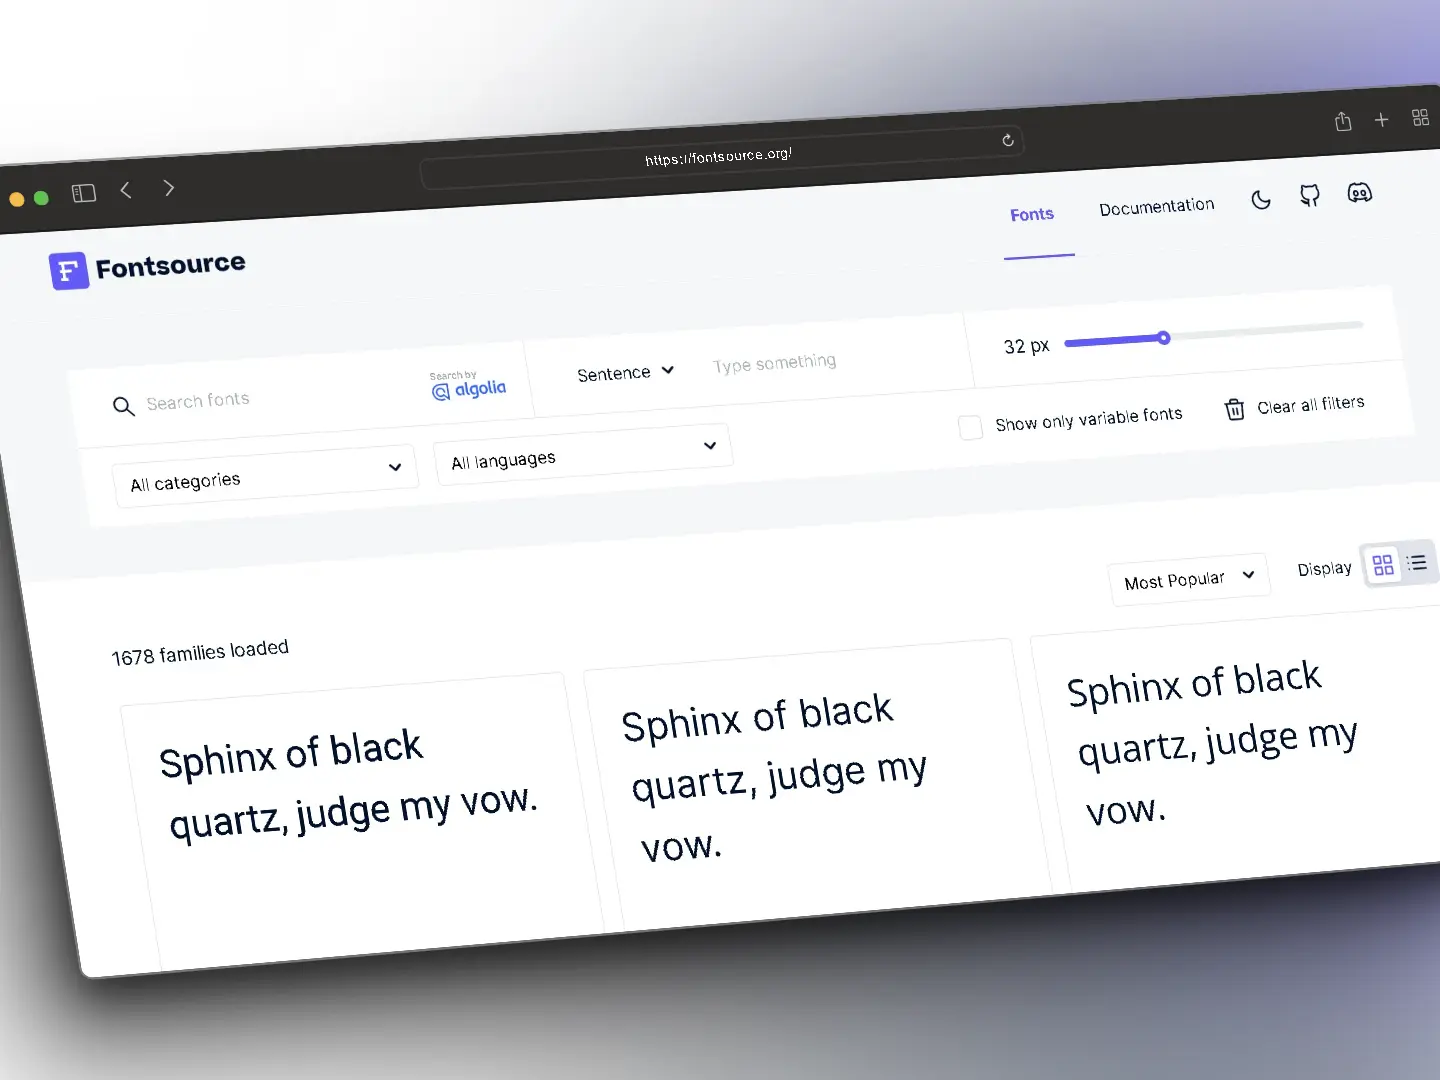 https://fontsource.org/
Fontsource
Fonts
Documentation
Search fonts
Search by
algolia
Sentence
Type something
32 px
All categories
All languages
Show only variable fonts
Clear all filters
Most Popular
Display
1678 families loaded
Sphinx of black
quartz, judge my vow.
Sphinx of black
quartz, judge my
vow.
Sphinx of black
quartz, judge my
vow.